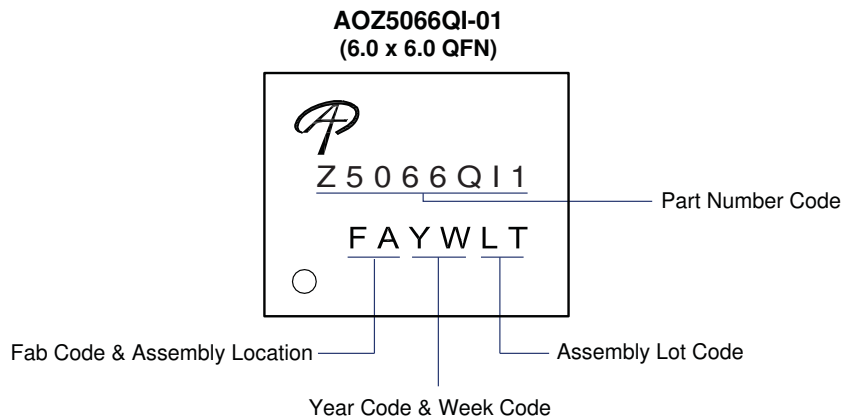 AOZ5066QI-01
(6.0 x 6.0 QFN)
Z5066QI1
Part Number Code
FAYWLT
Fab Code & Assembly Location
Assembly Lot Code
Year Code & Week Code